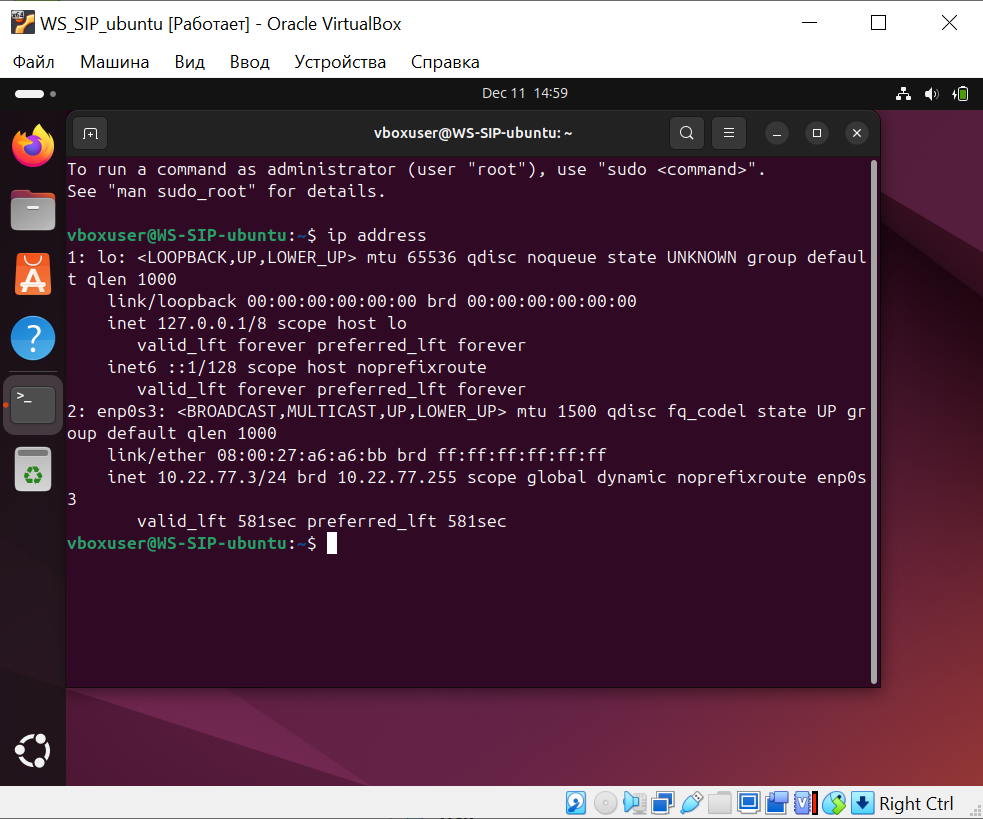 WS_SIP_ubuntu [Работает] - Oracle VirtualBox
Файл Машина Вид Ввод Устройства Справка
Dec 11 14:59
vboxuser@WS-SIP-ubuntu: ~
To run a command as administrator (user "root"), use "sudo <command>".
See "man sudo_root" for details.
vboxuser@WS-SIP-ubuntu:~$ ip address
1: lo: <LOOPBACK,UP,LOWER_UP> mtu 65536 qdisc noqueue state UNKNOWN group defaul
t qlen 1000
link/loopback 00:00:00:00:00:00 brd 00:00:00:00:00:00
inet 127.0.0.1/8 scope host lo
valid_lft forever preferred_lft forever
inet6 ::1/128 scope host noprefixroute
valid_lft forever preferred_lft forever
2: enp0s3: <BROADCAST,MULTICAST,UP,LOWER_UP> mtu 1500 qdisc fq_codel state UP gr
oup default qlen 1000
link/ether 08:00:27:a6:a6:bb brd ff:ff:ff:ff:ff:ff
inet 10.22.77.3/24 brd 10.22.77.255 scope global dynamic noprefixroute enp0s
3
valid_lft 581sec preferred_lft 581sec
vboxuser@WS-SIP-ubuntu:~$
Right Ctrl